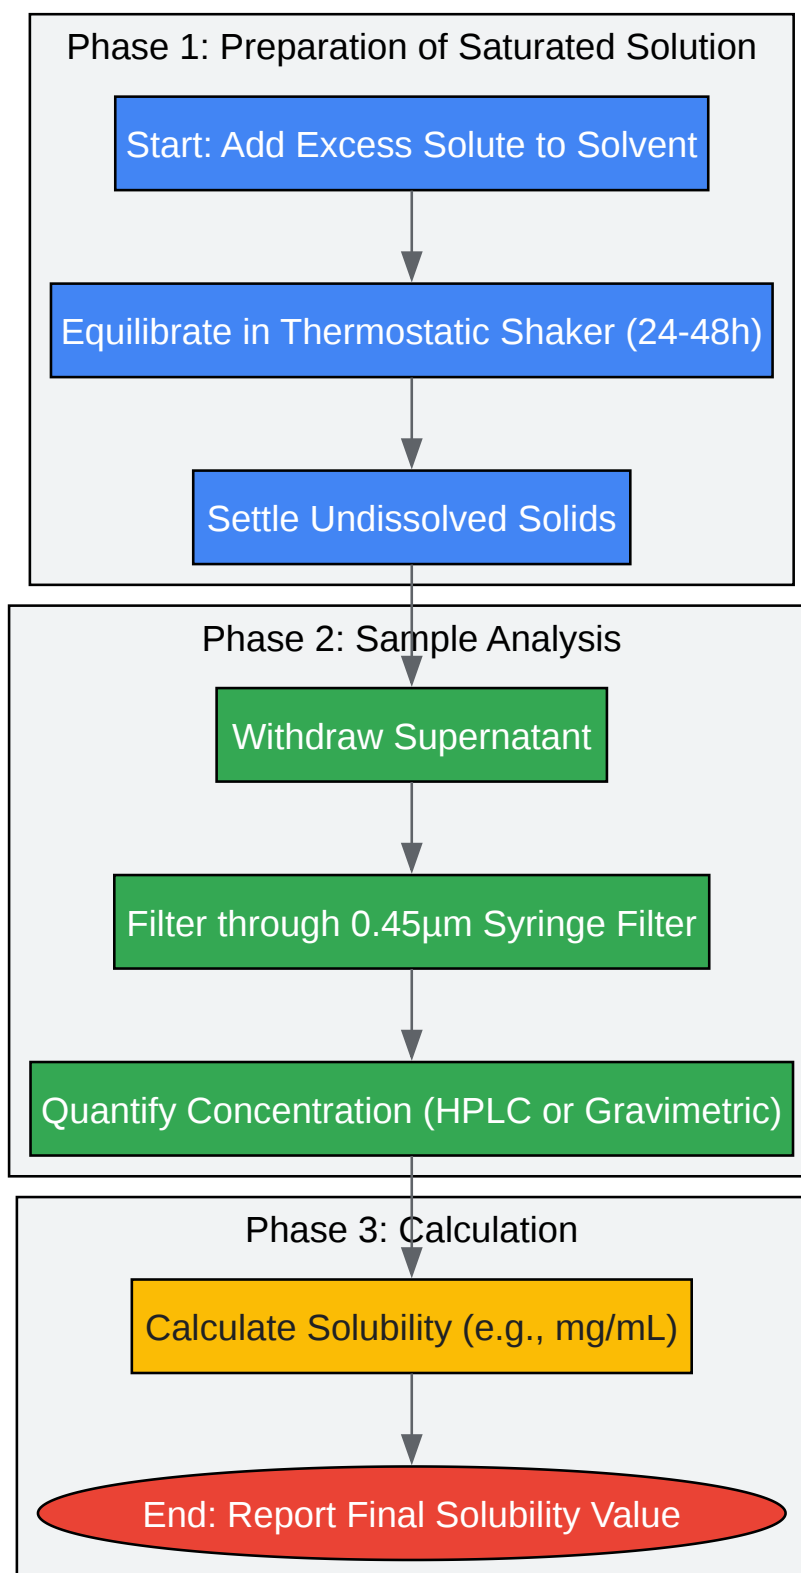 Phase 1: Preparation of Saturated Solution
Start: Add Excess Solute to Solvent
Equilibrate in Thermostatic Shaker (24-48h)
Settle Undissolved Solids
Phase 2: Sample Analysis
Withdraw Supernatant
Filter through 0.45µm Syringe Filter
Quantify Concentration (HPLC or Gravimetric)
Phase 3: Calculation
Calculate Solubility (e.g., mg/mL)
End: Report Final Solubility Value